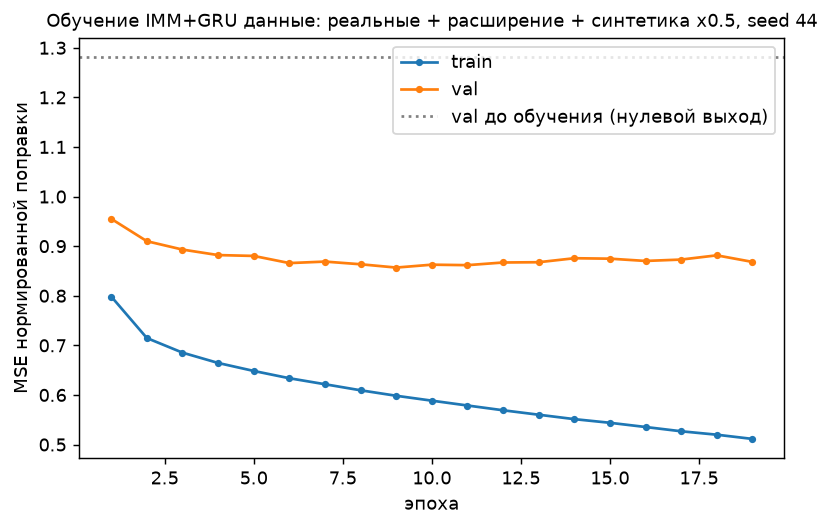 Обучение IMM+GRU данные: реальные + расширение + синтетика x0.5, seed 44
train
val
val до обучения (нулевой выход)
MSE нормированной поправки
1.3
1.2
1.1
1.0
0.9
0.8
0.7
0.6
0.5
2.5 5.0 7.5 10.0 12.5 15.0 17.5
эпоха